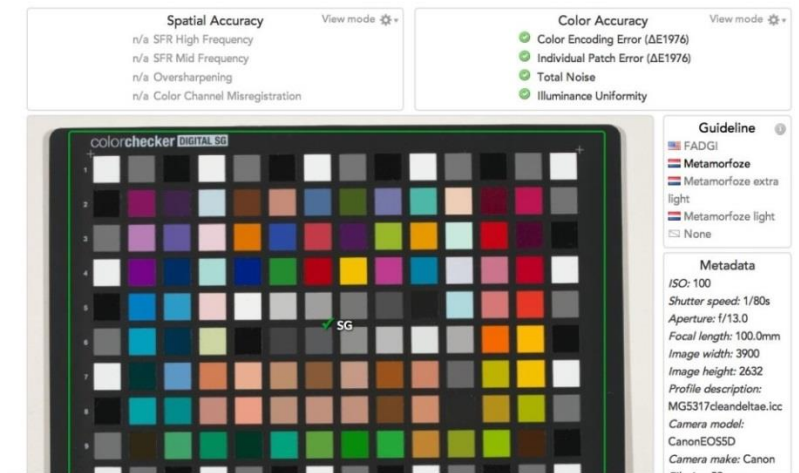 Spatial Accuracy
View mode
n/a SFR High Frequency
n/a SFR Mid Frequency
n/a Oversharpening
n/a Color Channel Misregistration
Color Accuracy
View mode
Color Encoding Error (ΔE1976)
Individual Patch Error (ΔE1976)
Total Noise
Illuminance Uniformity
colorchecker DIGITAL SG
1
2
3
4
5
6
7
8
9
SG
Guideline
FADGI
Metamorfoze
Metamorfoze extra
light
Metamorfoze light
None
Metadata
ISO: 100
Shutter speed: 1/80s
Aperture: f/13.0
Focal length: 100.0mm
Image width: 3900
Image height: 2632
Profile description:
MG5317cleandeltae.icc
Camera model:
CanonEOS5D
Camera make: Canon